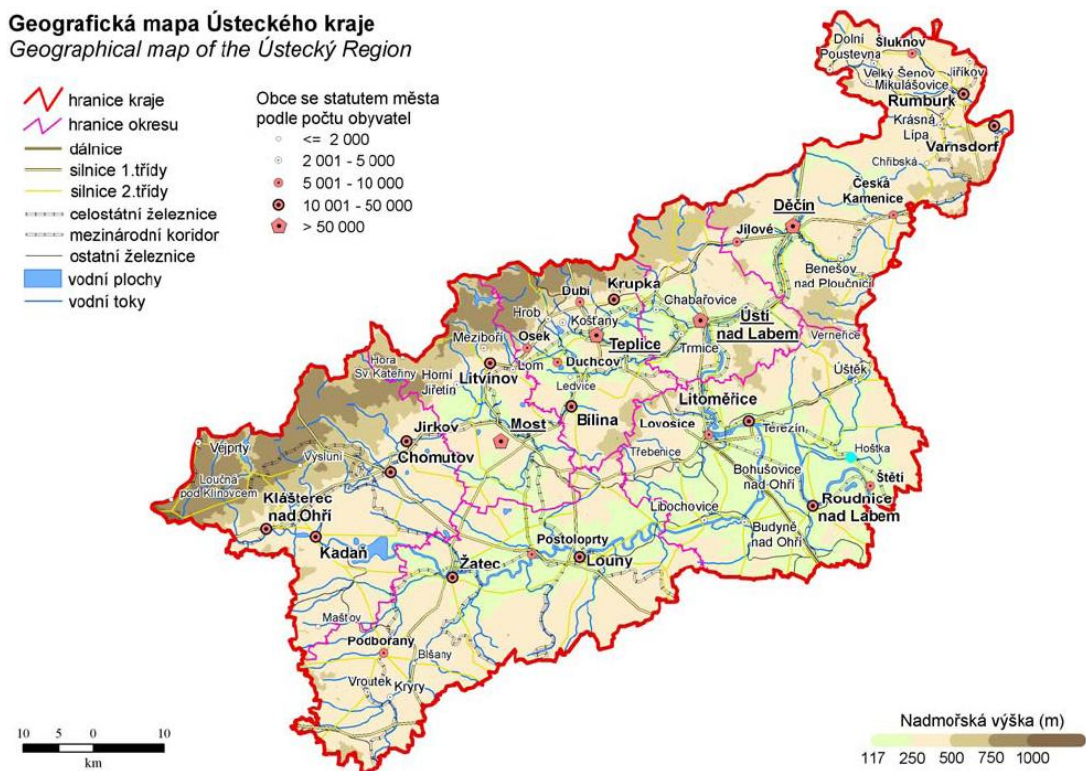 Geografická mapa Ústeckého kraje
Geographical map of the Ústecký Region
hranice kraje
hranice okresu
dálnice
silnice 1.třídy
silnice 2.třídy
celostátní železnice
mezinárodní koridor
ostatní železnice
vodní plochy
vodní toky
Obce se statutem města
podle počtu obyvatel
<= 2 000
2 001 - 5 000
5 001 - 10 000
10 001 - 50 000
> 50 000
Dolní
Poustevna
Šluknov
Velký Šenov
Jiříkov
Mikulášovice
Rumburk
Krásná
Lípa
Varnsdorf
Chřibská
Česká
Kamenice
Děčín
Jílové
Benešov
nad Ploučnicí
Dubí
Krupka
Chabařovice
Hrob
Košťany
Ústí
nad Labem
Meziboří
Osek
Teplice
Verneřice
Trmice
Hora
Sv.Kateřiny
Horní
Jiřetín
Lom
Duchcov
Litvínov
Ledvice
Úštěk
Litoměřice
Bílina
Most
Lovosice
Terezín
Jirkov
Třebenice
Hoštka
Vejprty
Výsluní
Chomutov
Bohušovice
nad Ohří
Štětí
Loučná
pod Klínovcem
Roudnice
nad Labem
Klášterec
nad.Ohří
Libochovice
Budyně
nad Ohří
Kadaň
Postoloprty
Žatec
Louny
Mašťov
Podbořany
Blšany
Vroutek
Kryry
10 5 0 10
km
Nadmořská výška (m)
117 250 500 750 1000